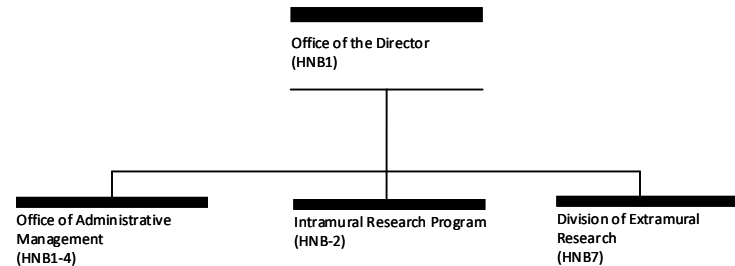 Office of the Director
(HNB1)
Office of Administrative
Management
(HNB1-4)
Intramural Research Program
(HNB-2)
Division of Extramural
Research
(HNB7)